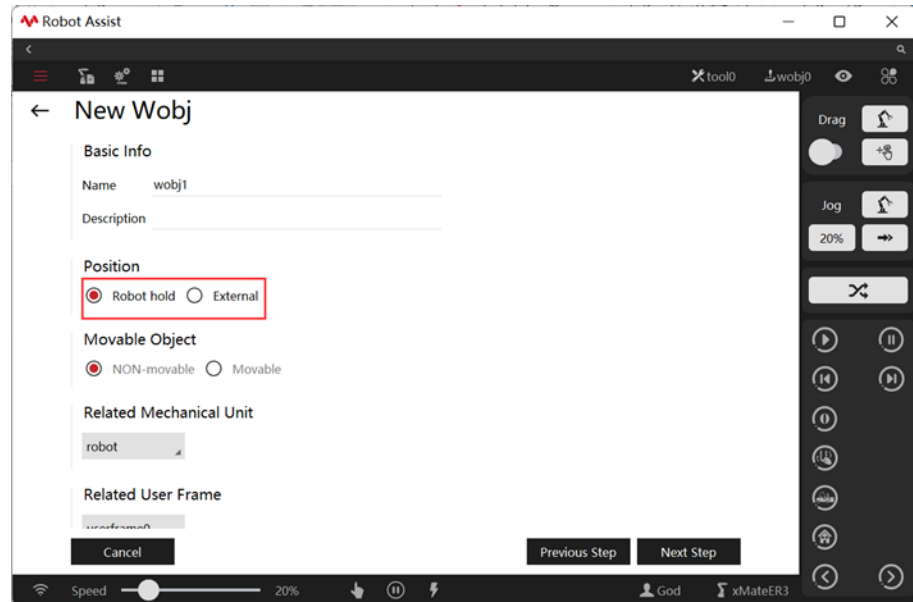 Robot Assist
tool0 wobj0
New Wobj
Basic Info
Name wobj1
Description
Position
Robot hold External
Movable Object
NON-movable Movable
Related Mechanical Unit
robot
Related User Frame
userframe0
Cancel Previous Step Next Step
Drag
Jog
20%
Speed 20% God xMateER3